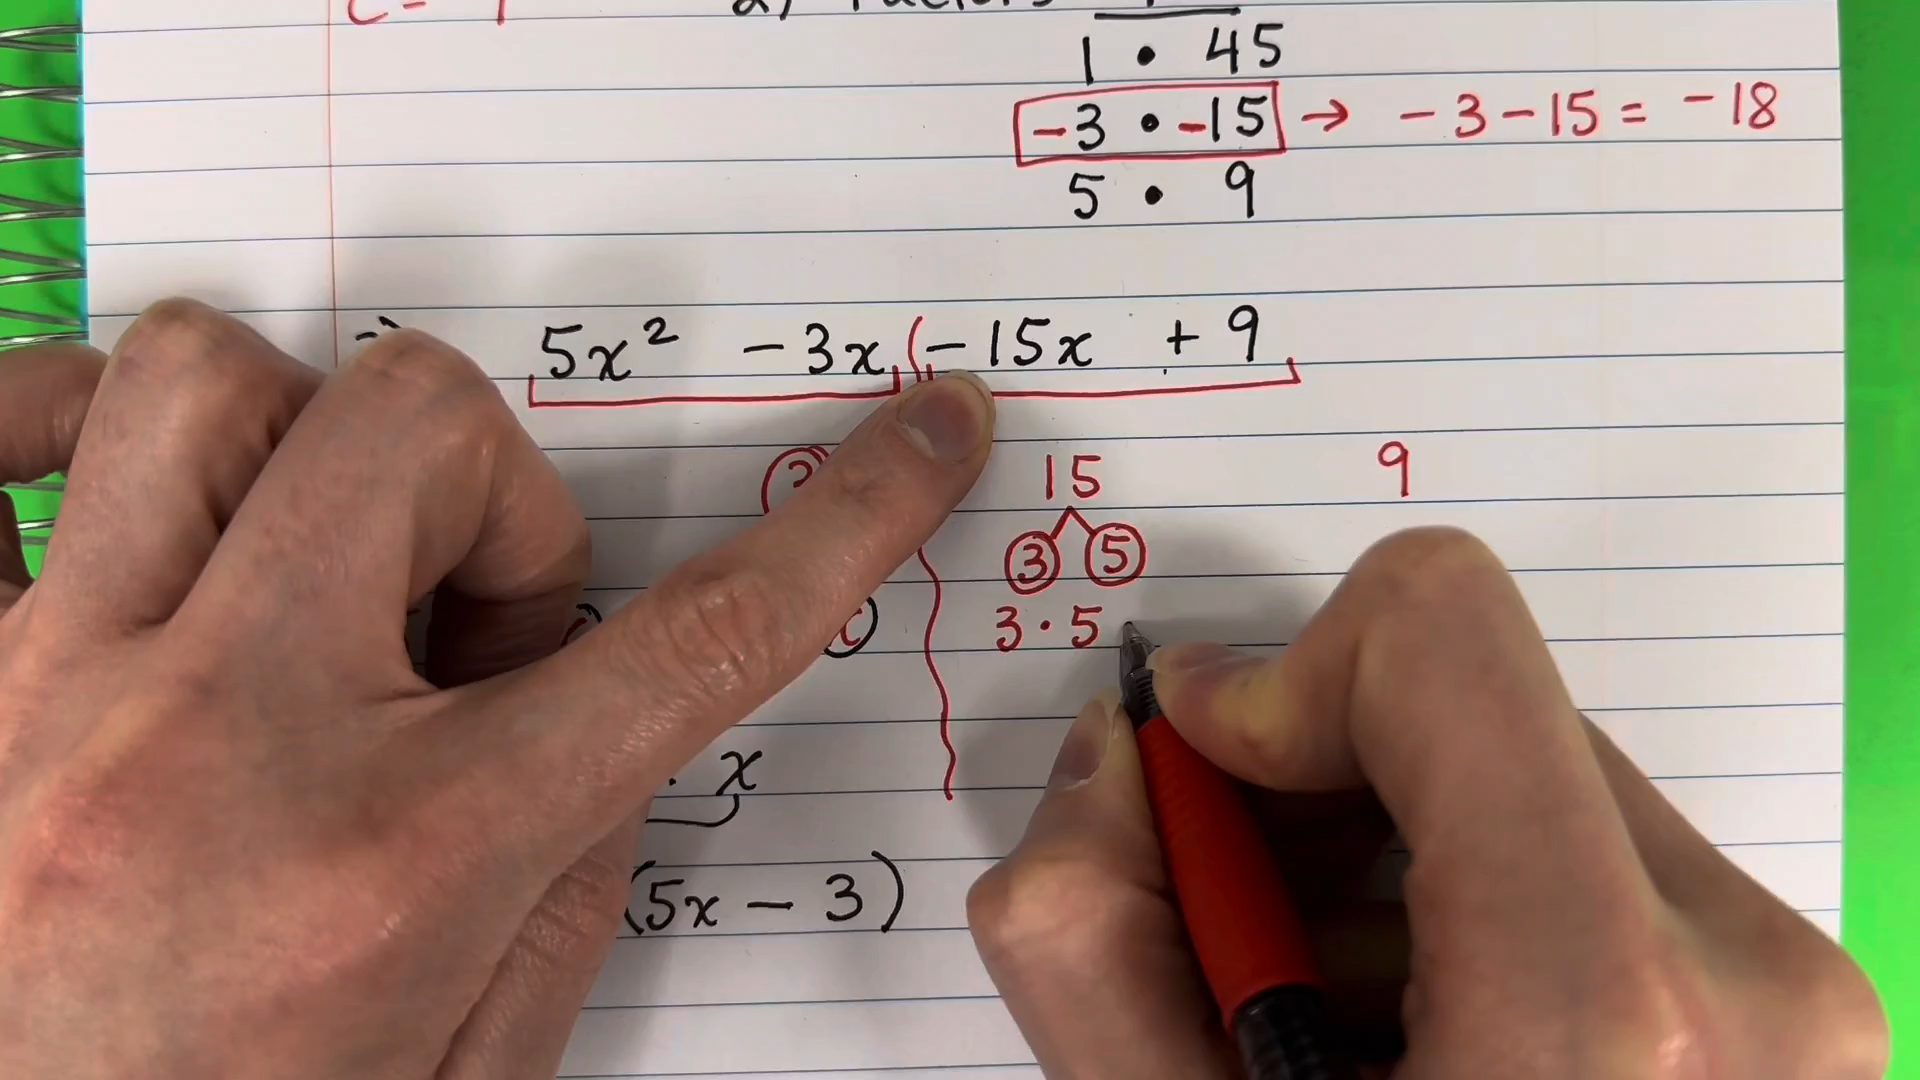 1 • 45
-3 • -15 → -3-15 = -18
5 • 9
5x² -3x (-15x + 9
15 9
3 5
3 · 5
· x
(5x - 3)